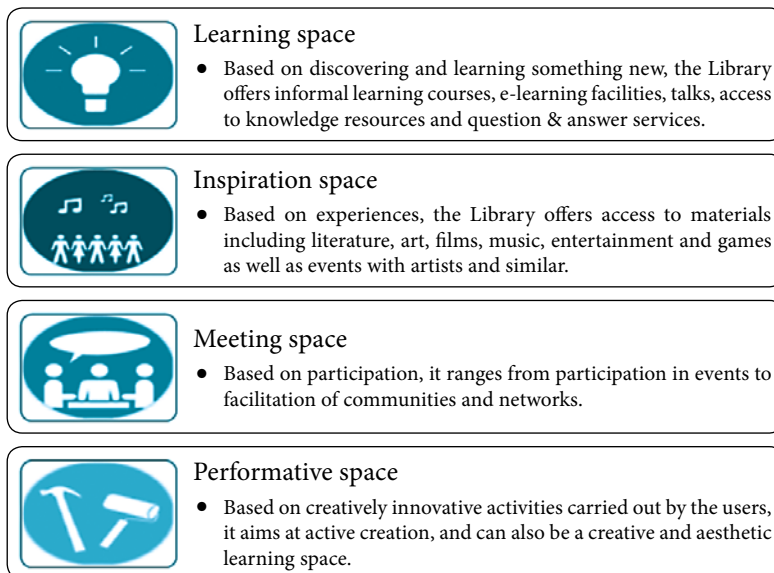 Learning space
● Based on discovering and learning something new, the Library
offers informal learning courses, e-learning facilities, talks, access
to knowledge resources and question & answer services.
Inspiration space
● Based on experiences, the Library offers access to materials
including literature, art, films, music, entertainment and games
as well as events with artists and similar.
Meeting space
● Based on participation, it ranges from participation in events to
facilitation of communities and networks.
Performative space
● Based on creatively innovative activities carried out by the users,
it aims at active creation, and can also be a creative and aesthetic
learning space.